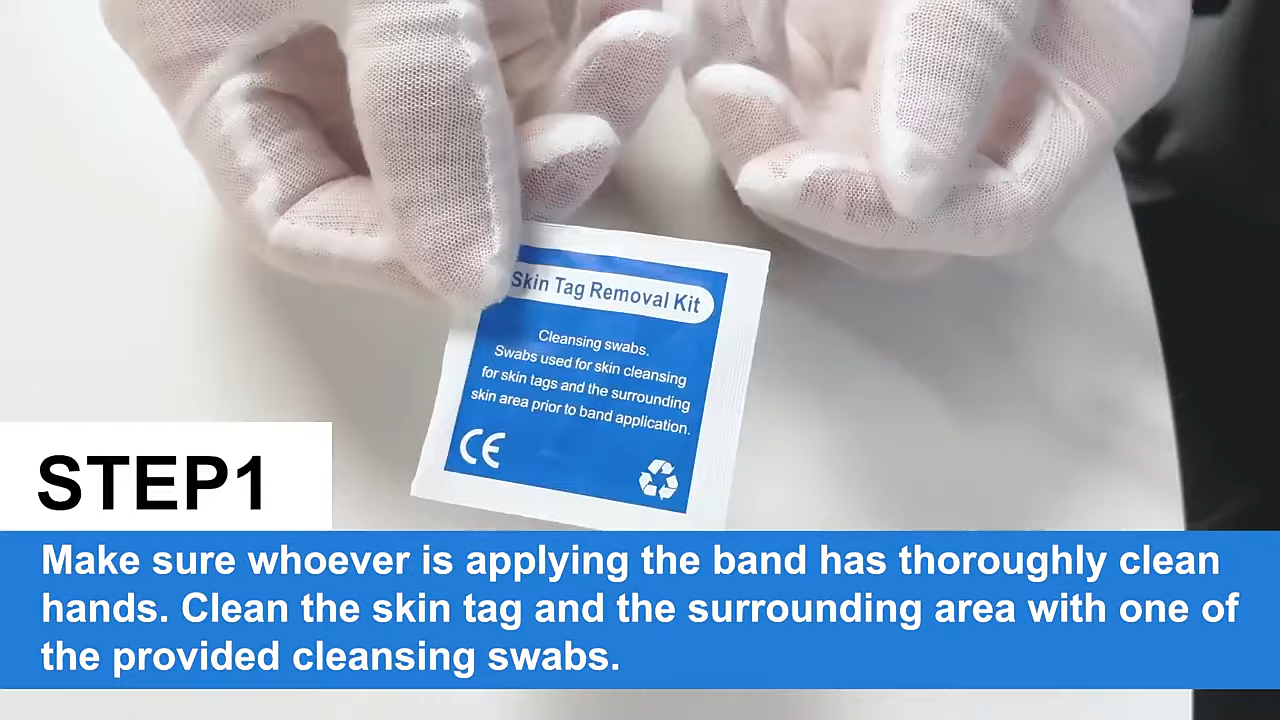 Skin Tag Removal Kit
Cleansing swabs.
Swabs used for skin cleansing
for skin tags and the surrounding
skin area prior to band application.
CE
STEP1
Make sure whoever is applying the band has thoroughly clean
hands. Clean the skin tag and the surrounding area with one of
the provided cleansing swabs.